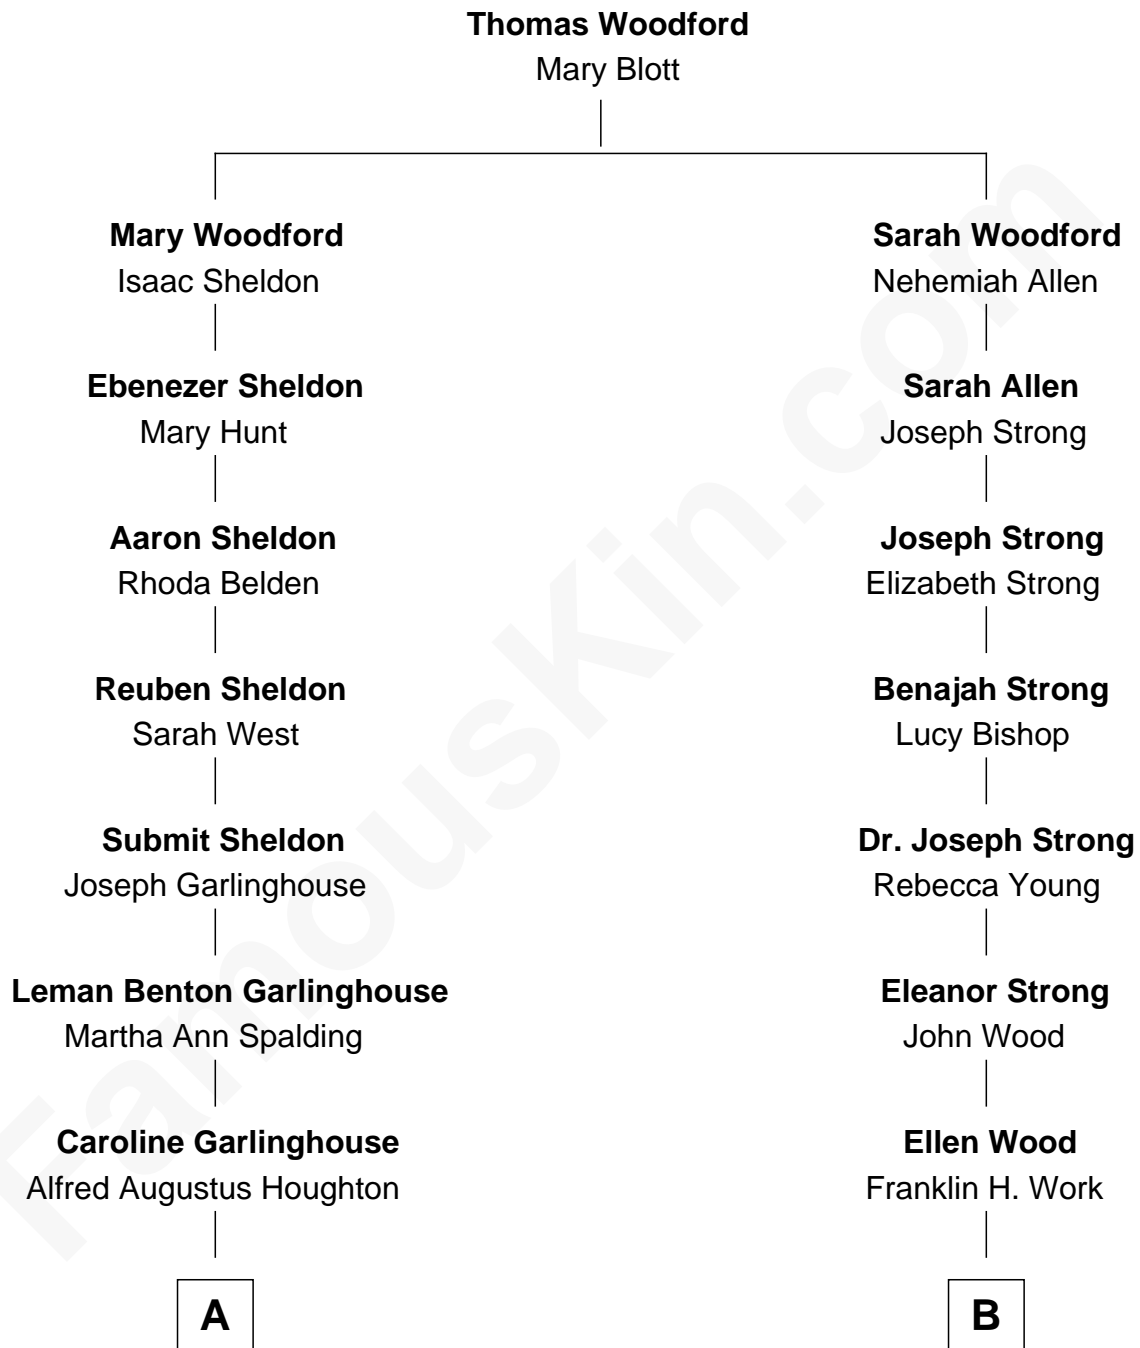 Thomas Woodford
Mary Blott
Mary Woodford
Isaac Sheldon
Sarah Woodford
Nehemiah Allen
Ebenezer Sheldon
Mary Hunt
Sarah Allen
Joseph Strong
Aaron Sheldon
Rhoda Belden
Joseph Strong
Elizabeth Strong
Reuben Sheldon
Sarah West
Benajah Strong
Lucy Bishop
Submit Sheldon
Joseph Garlinghouse
Dr. Joseph Strong
Rebecca Young
Leman Benton Garlinghouse
Martha Ann Spalding
Eleanor Strong
John Wood
Caroline Garlinghouse
Alfred Augustus Houghton
Ellen Wood
Franklin H. Work
A
B
FamousKin.com